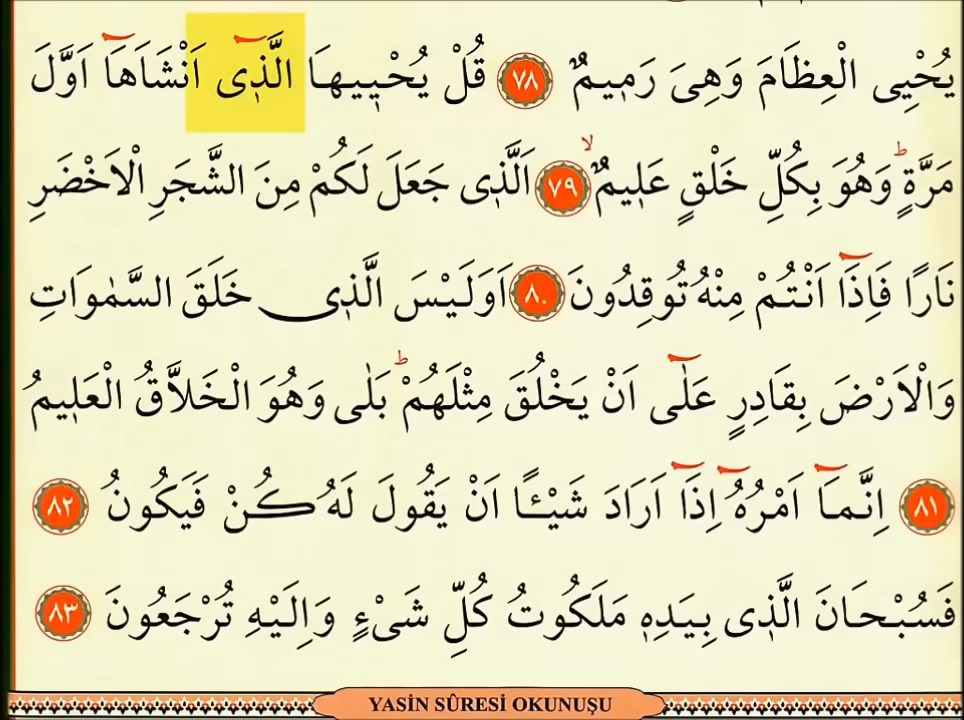 يُحْيِي الْعِظَامَ وَهِىَ رَمٖيمٌ ﴿٧٨﴾ قُلْ يُحْيٖيهَا الَّذٖٓى اَنْشَاَهَٓا اَوَّلَ
مَرَّةٍؕ وَهُوَ بِكُلِّ خَلْقٍ عَلٖيمٌۙ ﴿٧٩﴾ اَلَّذٖى جَعَلَ لَكُمْ مِنَ الشَّجَرِ الْاَخْضَرِ
نَارًا فَاِذَٓا اَنْتُمْ مِنْهُ تُوقِدُونَ ﴿٨٠﴾ اَوَلَيْسَ الَّذٖى خَلَقَ السَّمٰوَاتِ
وَالْاَرْضَ بِقَادِرٍ عَلٰٓى اَنْ يَخْلُقَ مِثْلَهُمْؕ بَلٰى وَهُوَ الْخَلَّاقُ الْعَلٖيمُ
﴿٨١﴾ اِنَّمَٓا اَمْرُهُٓ اِذَٓا اَرَادَ شَيْـًٔا اَنْ يَقُولَ لَهُ كُنْ فَيَكُونُ ﴿٨٢﴾
فَسُبْحَانَ الَّذٖى بِيَدِهٖ مَلَكُوتُ كُلِّ شَىْءٍ وَاِلَيْهِ تُرْجَعُونَ ﴿٨٣﴾
YASİN SÛRESİ OKUNUŞU